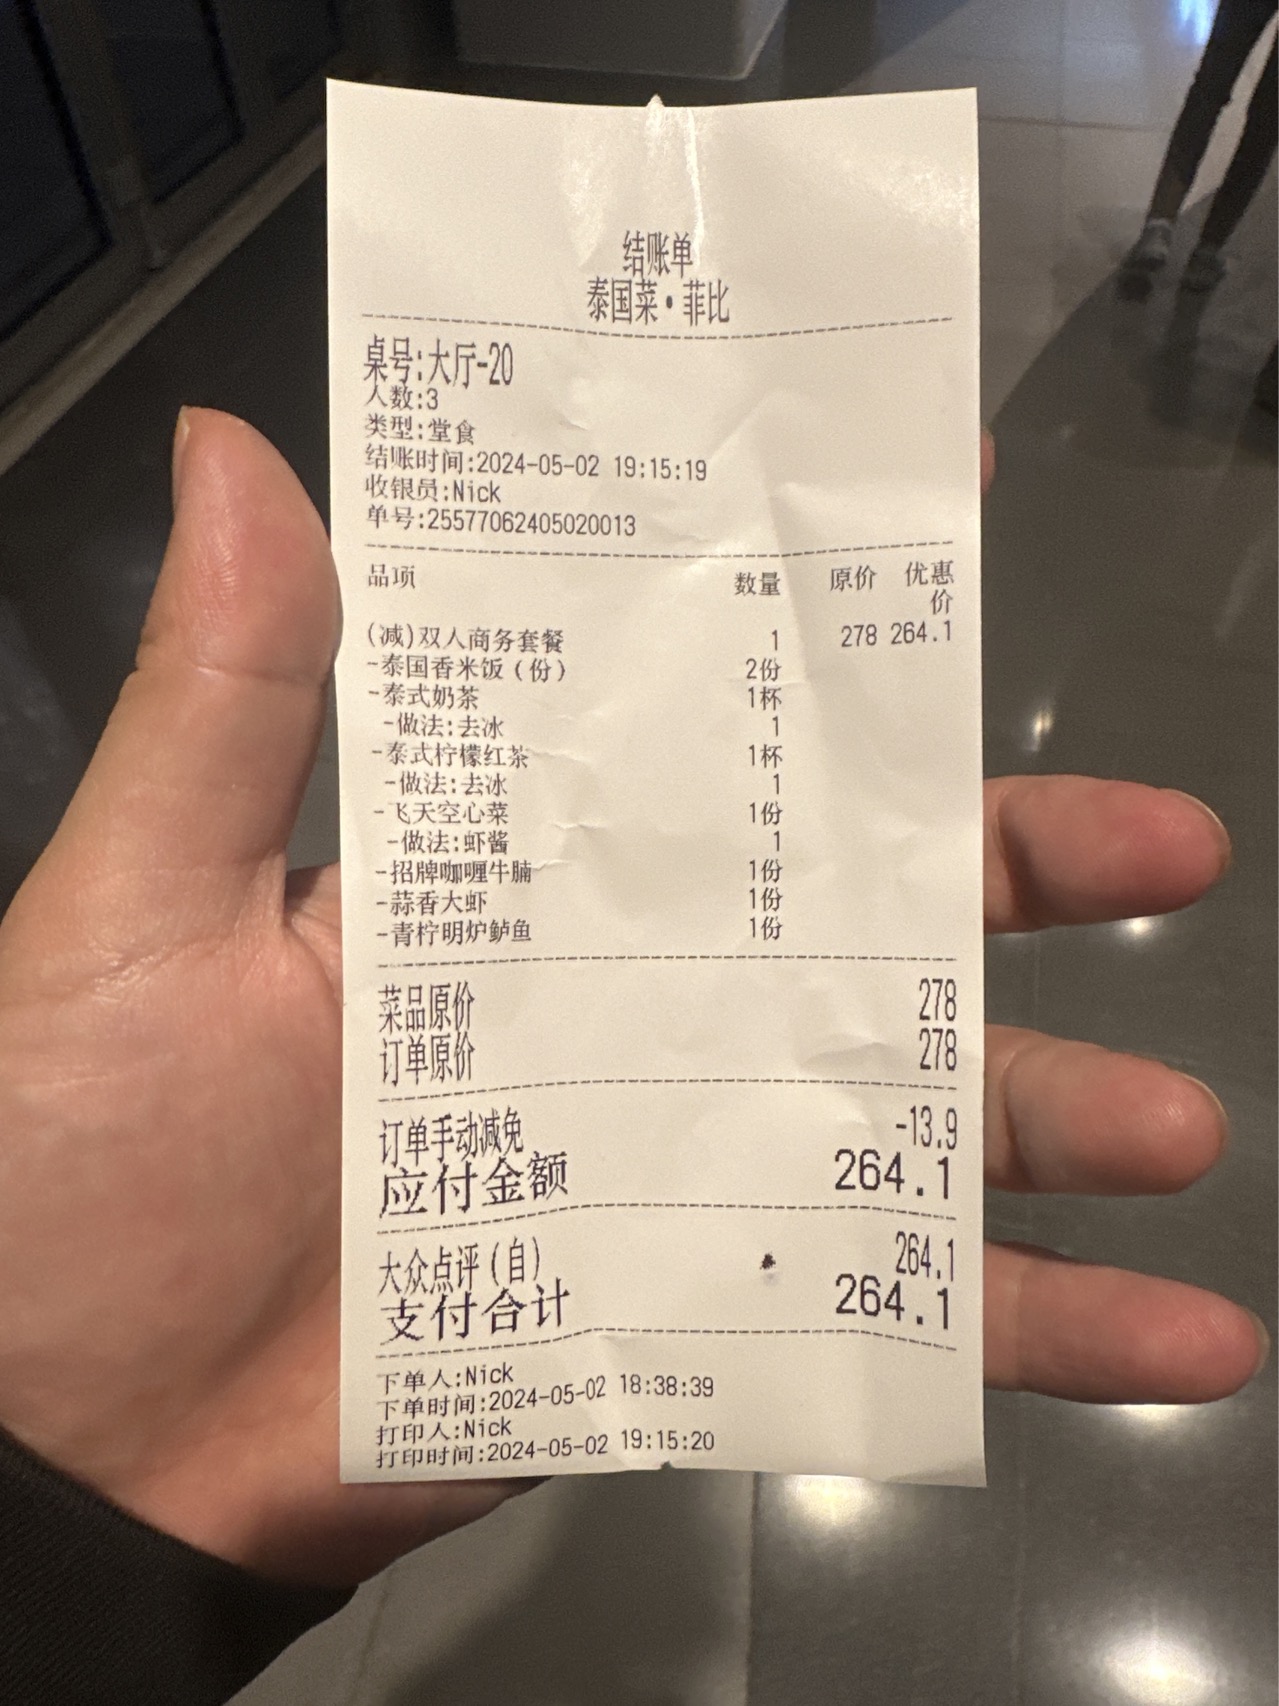 结账单
泰国菜•菲比
桌号:大厅-20
人数:3
类型:堂食
结账时间:2024-05-02 19:15:19
收银员:Nick
单号:25577062405020013
品项 数量 原价 优惠价
(减)双人商务套餐 1 278 264.1
-泰国香米饭(份) 2份
-泰式奶茶 1杯
-做法:去冰 1
-泰式柠檬红茶 1杯
-做法:去冰 1
-飞天空心菜 1份
-做法:虾酱 1
-招牌咖喱牛腩 1份
-蒜香大虾 1份
-青柠明炉鲈鱼 1份
菜品原价 278
订单原价 278
订单手动减免 -13.9
应付金额 264.1
大众点评(自) 264.1
支付合计 264.1
下单人:Nick
下单时间:2024-05-02 18:38:39
打印人:Nick
打印时间:2024-05-02 19:15:20